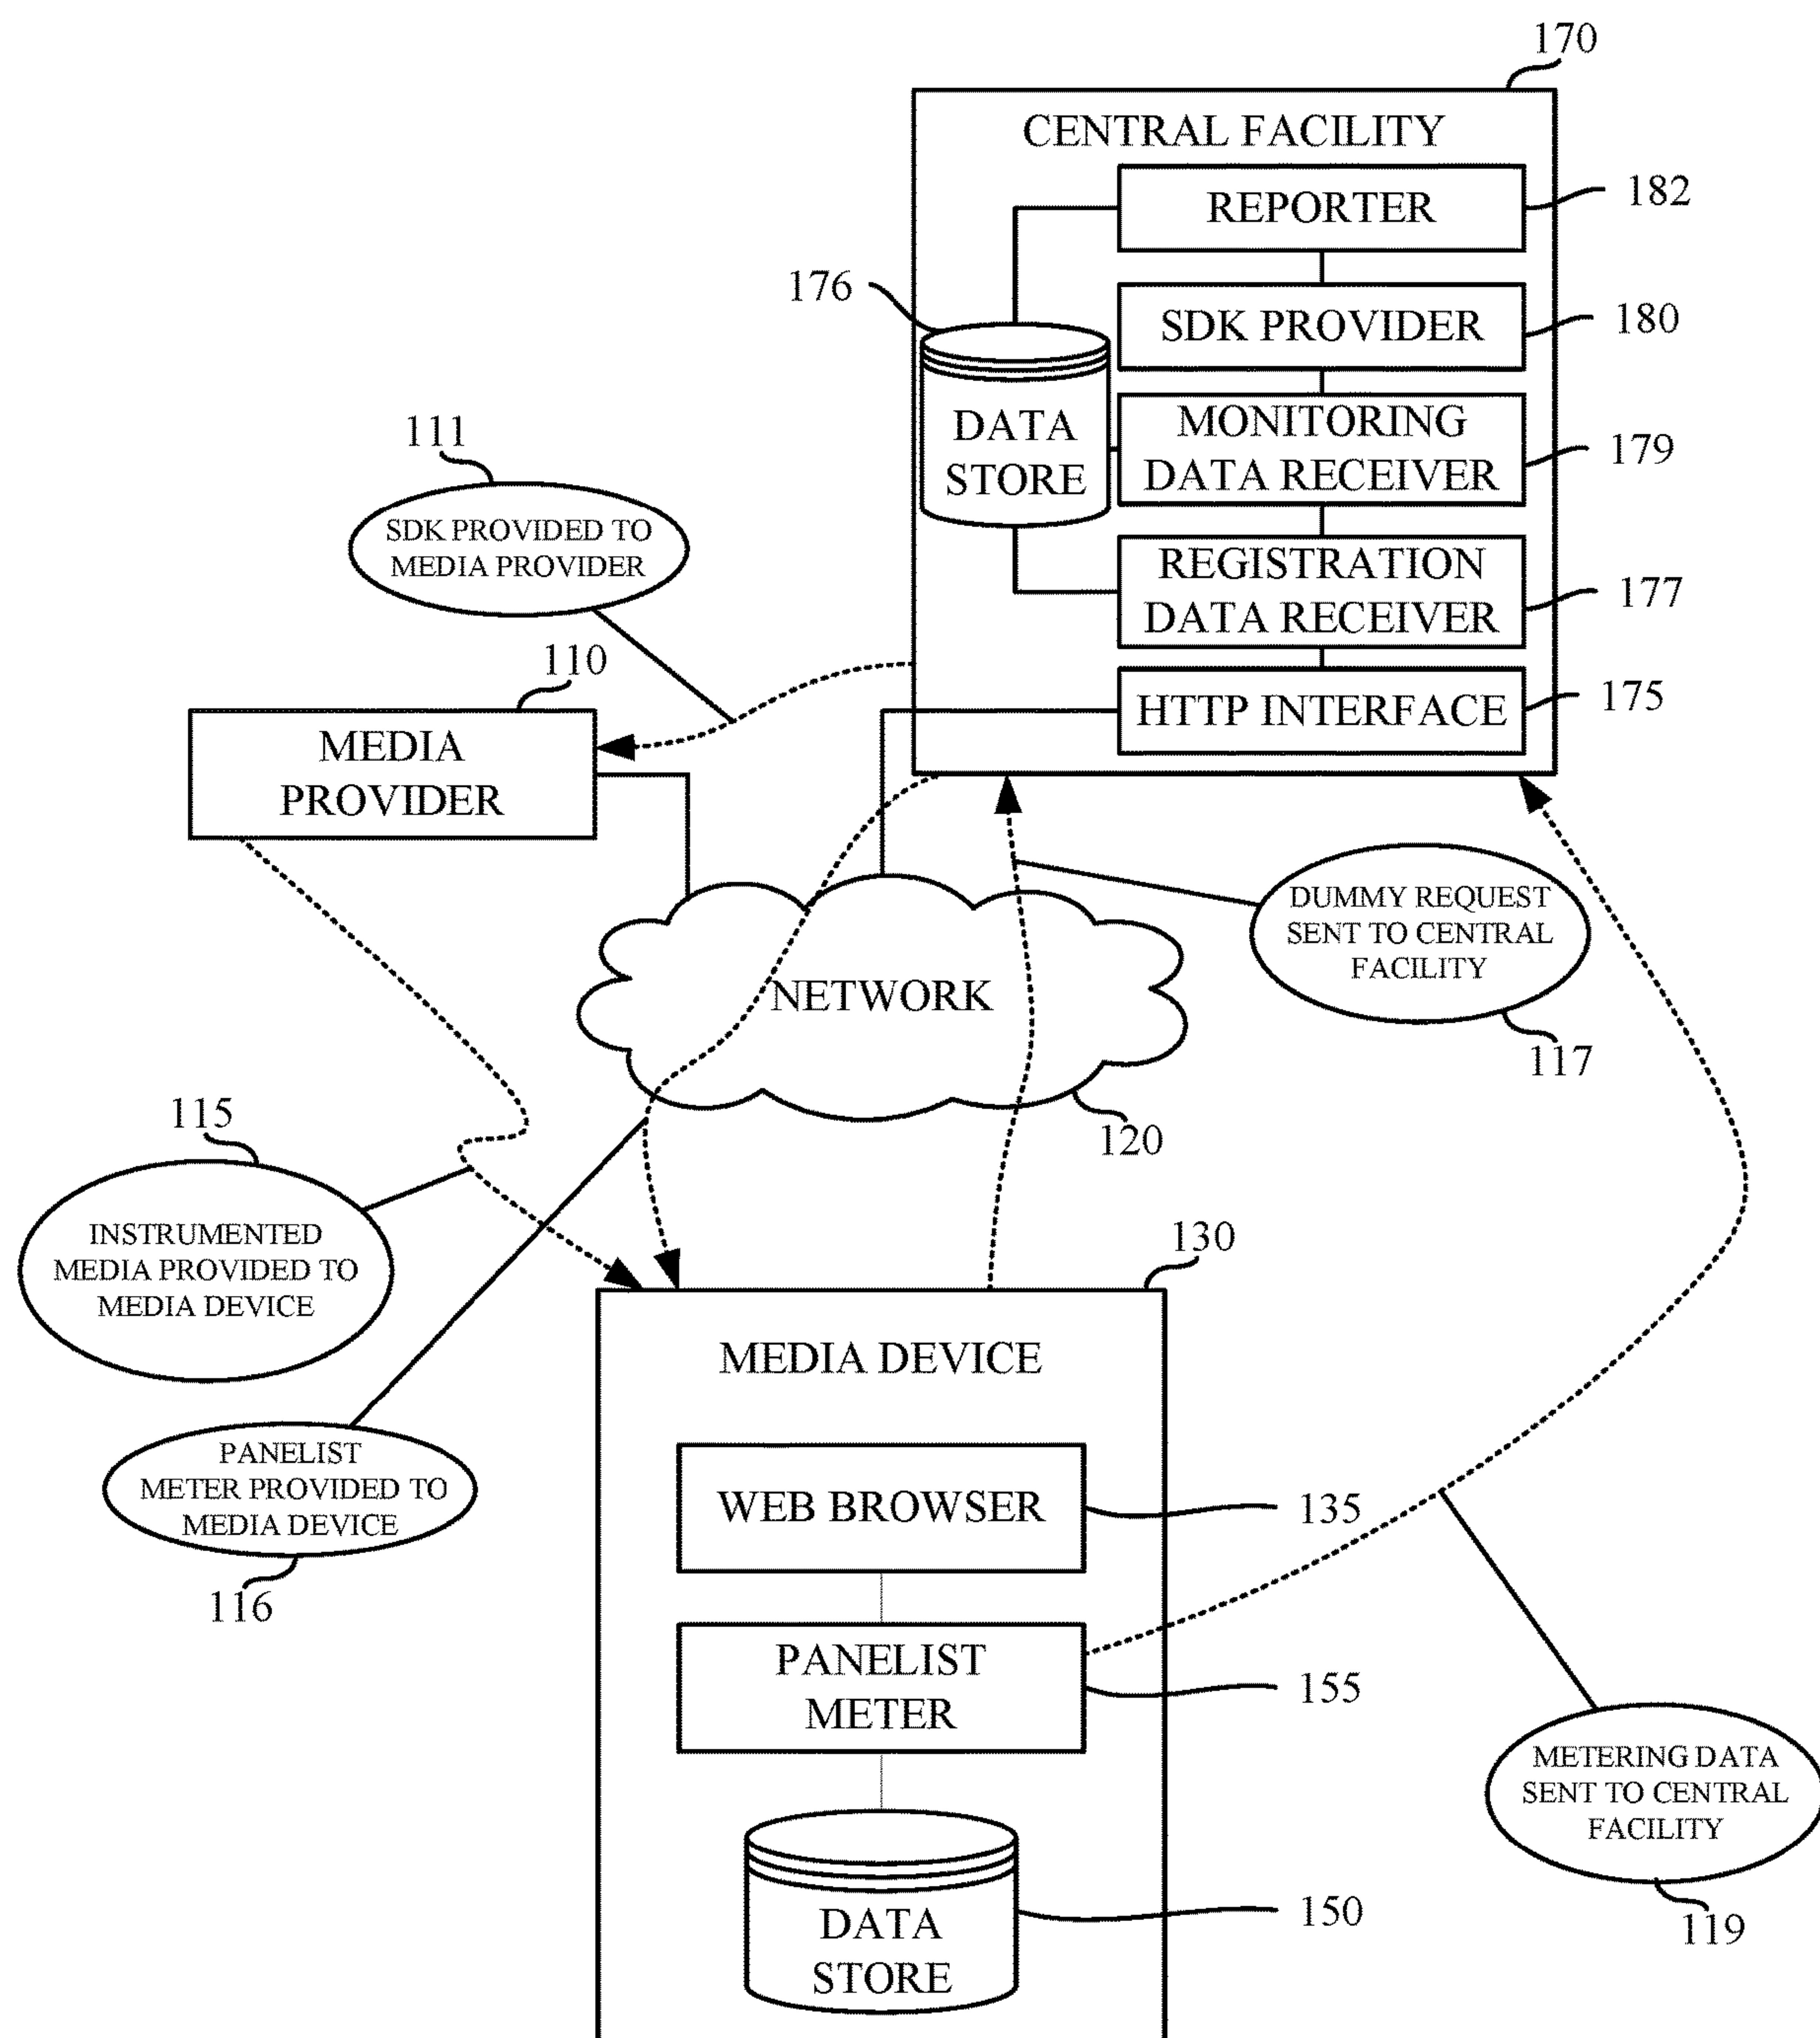 170
CENTRAL FACILITY
REPORTER
182
176
SDK PROVIDER
180
DATA
STORE
MONITORING
DATA RECEIVER
179
111
SDK PROVIDED TO
MEDIA PROVIDER
REGISTRATION
DATA RECEIVER
177
110
HTTP INTERFACE
175
MEDIA
PROVIDER
DUMMY REQUEST
SENT TO CENTRAL
FACILITY
117
NETWORK
120
115
INSTRUMENTED
MEDIA PROVIDED TO
MEDIA DEVICE
130
MEDIA DEVICE
PANELIST
METER PROVIDED TO
MEDIA DEVICE
116
WEB BROWSER
135
PANELIST
METER
155
METERING DATA
SENT TO CENTRAL
FACILITY
119
DATA
STORE
150